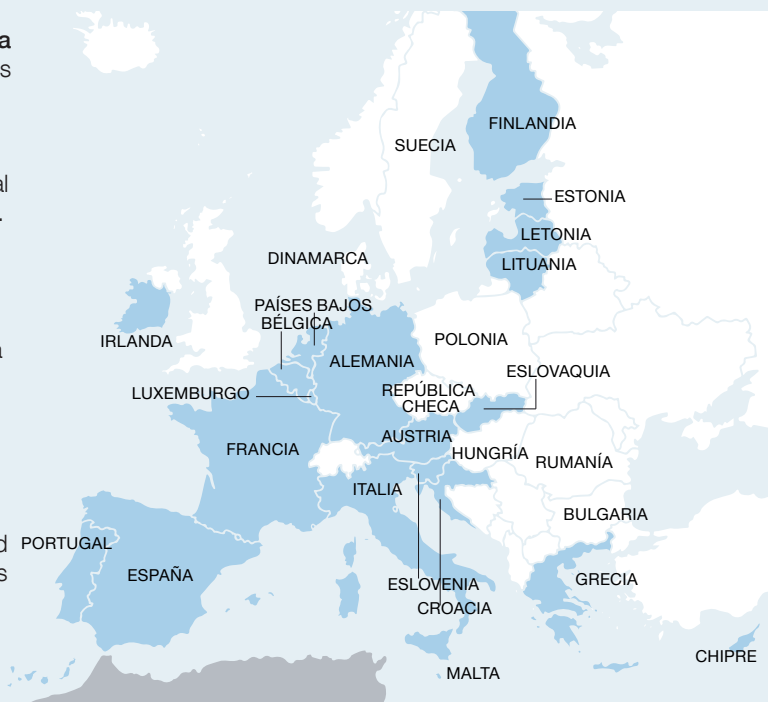 a
s
al
.
a
d
s
FINLANDIA
SUECIA
ESTONIA
LETONIA
DINAMARCA
LITUANIA
PAÍSES BAJOS
BÉLGICA
IRLANDA
POLONIA
ALEMANIA
ESLOVAQUIA
LUXEMBURGO
REPÚBLICA
CHECA
AUSTRIA
FRANCIA
HUNGRÍA
RUMANÍA
ITALIA
BULGARIA
PORTUGAL
ESPAÑA
GRECIA
ESLOVENIA
CROACIA
CHIPRE
MALTA